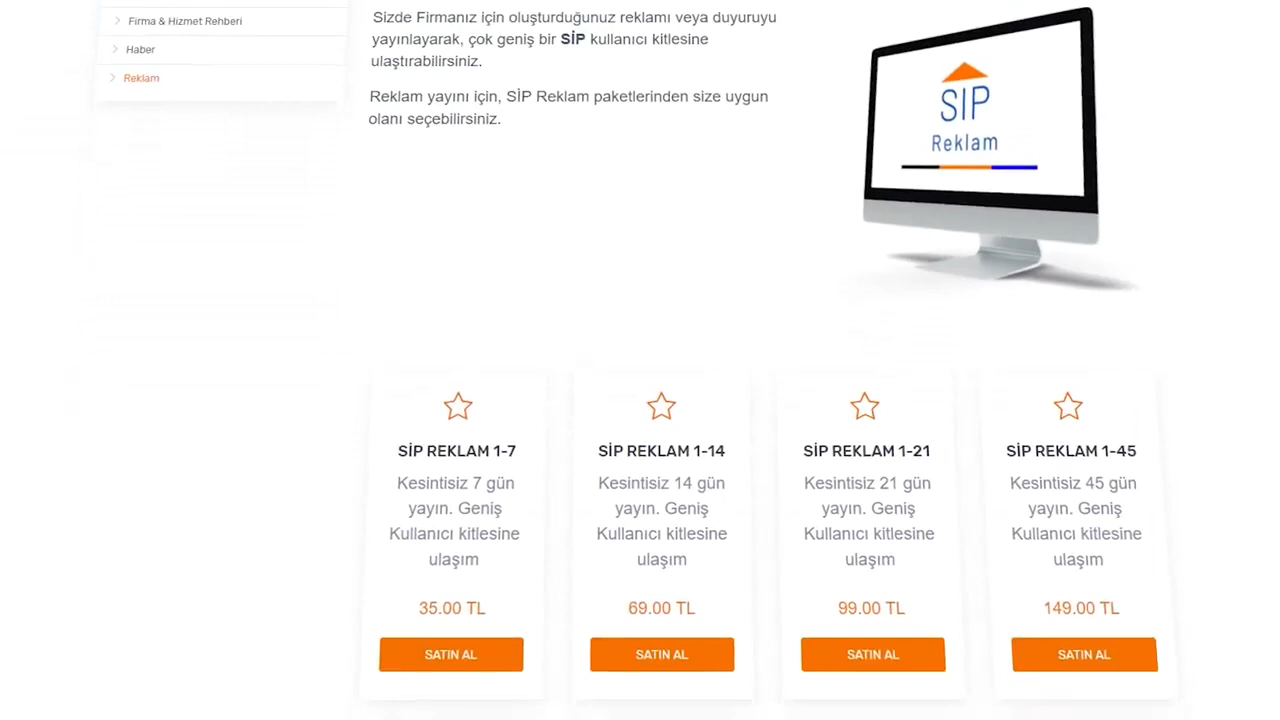 Firma & Hizmet Rehberi
Haber
Reklam
Sizde Firmanız için oluşturduğunuz reklamı veya duyuruyu
yayınlayarak, çok geniş bir SİP kullanıcı kitlesine
ulaştırabilirsiniz.
Reklam yayını için, SİP Reklam paketlerinden size uygun
olanı seçebilirsiniz.
SIP
Reklam
SİP REKLAM 1-7
Kesintisiz 7 gün
yayın. Geniş
Kullanıcı kitlesine
ulaşım
35.00 TL
SATIN AL
SİP REKLAM 1-14
Kesintisiz 14 gün
yayın. Geniş
Kullanıcı kitlesine
ulaşım
69.00 TL
SATIN AL
SİP REKLAM 1-21
Kesintisiz 21 gün
yayın. Geniş
Kullanıcı kitlesine
ulaşım
99.00 TL
SATIN AL
SİP REKLAM 1-45
Kesintisiz 45 gün
yayın. Geniş
Kullanıcı kitlesine
ulaşım
149.00 TL
SATIN AL